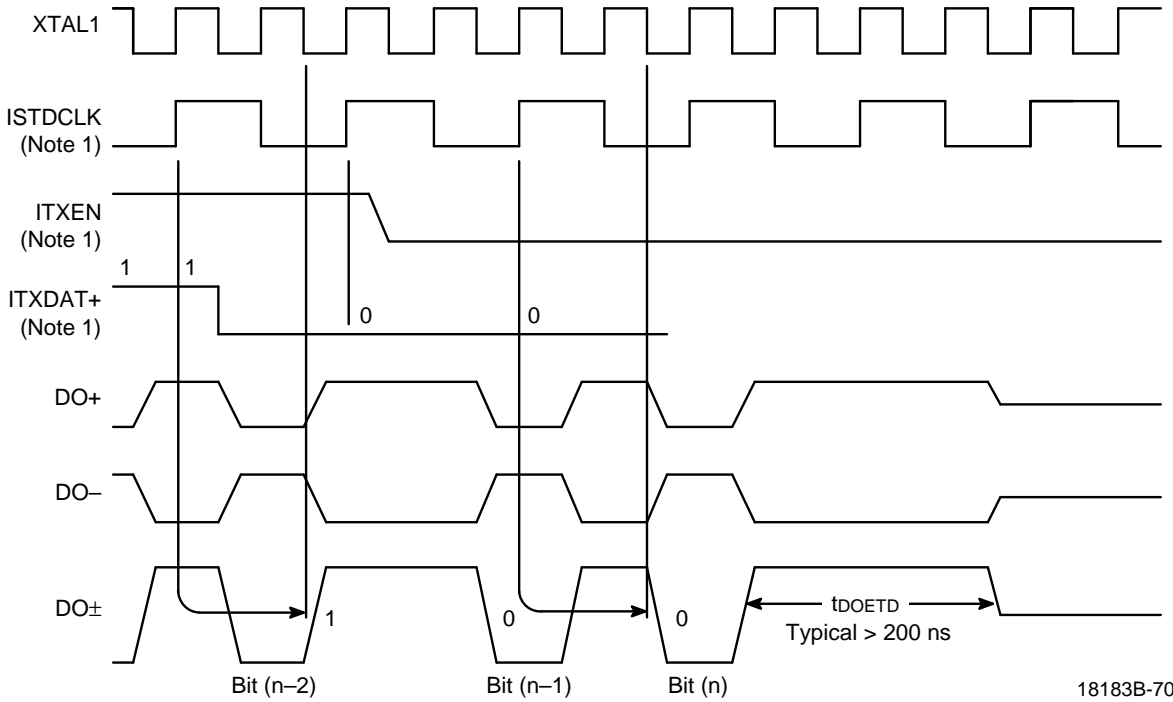 XTAL1
ISTDCLK
(Note 1)
ITXEN
(Note 1)
1 1
ITXDAT+
(Note 1)
0 0
DO+
DO–
DO±
1 0 0
tDOETD
Typical > 200 ns
Bit (n–2) Bit (n–1) Bit (n)
18183B-70